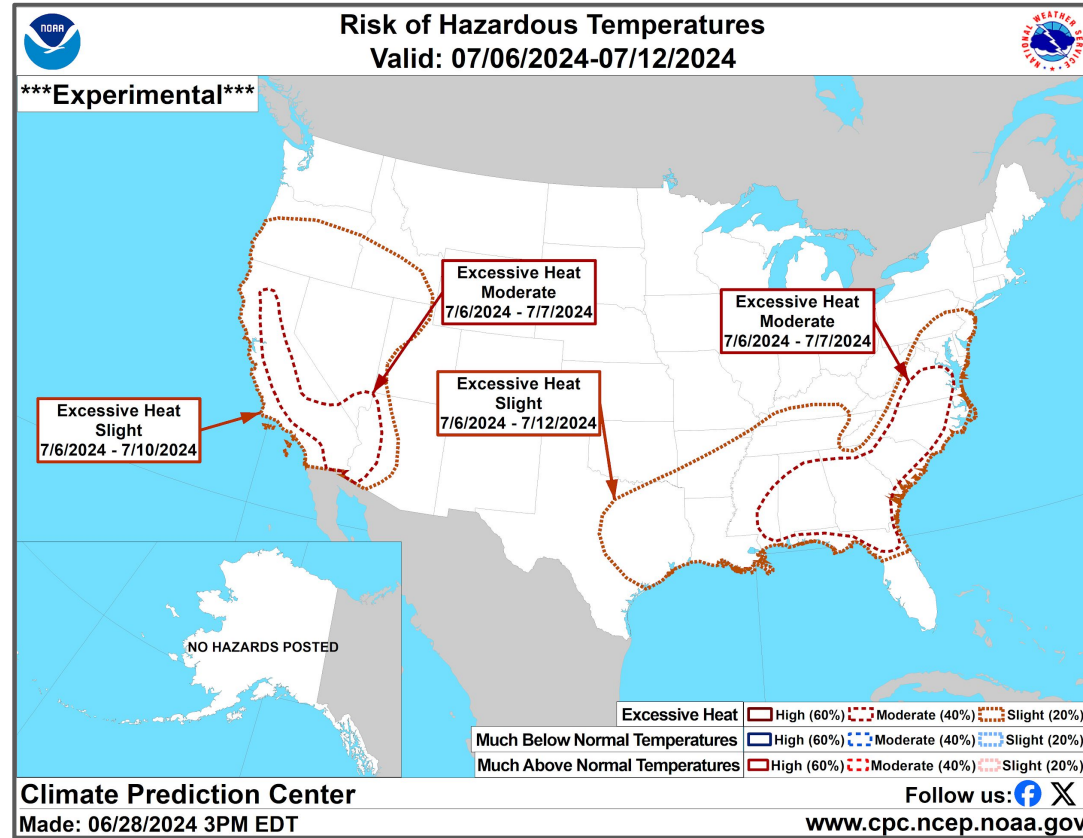 NOAA
Risk of Hazardous Temperatures
Valid: 07/06/2024-07/12/2024
NATIONAL WEATHER SERVICE
***Experimental***
Excessive Heat
Moderate
7/6/2024 - 7/7/2024
Excessive Heat
Moderate
7/6/2024 - 7/7/2024
Excessive Heat
Slight
7/6/2024 - 7/12/2024
Excessive Heat
Slight
7/6/2024 - 7/10/2024
NO HAZARDS POSTED
Excessive Heat High (60%) Moderate (40%) Slight (20%)
Much Below Normal Temperatures High (60%) Moderate (40%) Slight (20%)
Much Above Normal Temperatures High (60%) Moderate (40%) Slight (20%)
Climate Prediction Center
Follow us:
Made: 06/28/2024 3PM EDT
www.cpc.ncep.noaa.gov